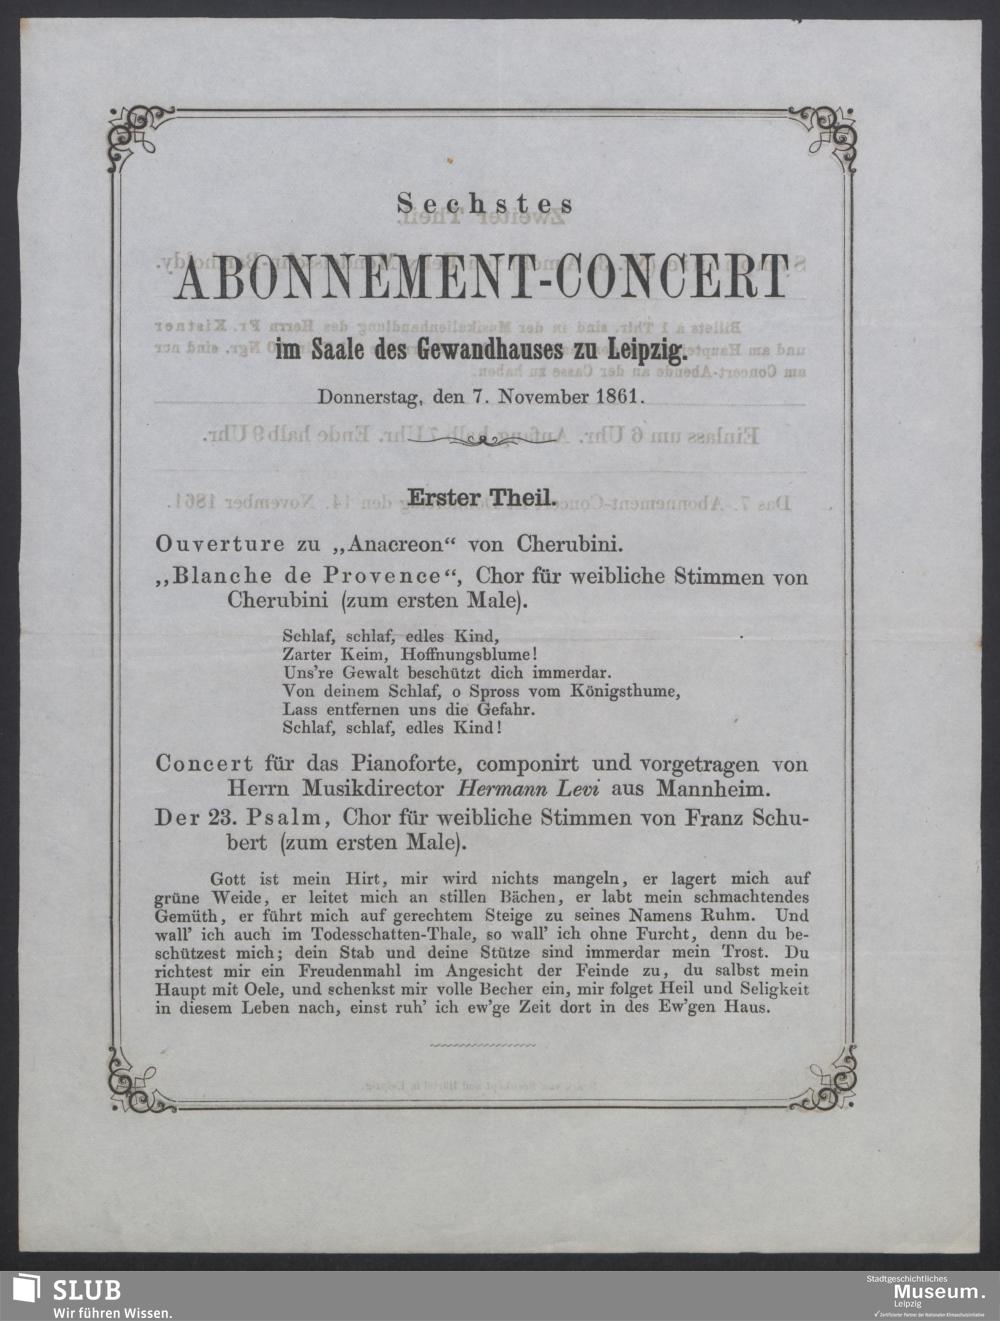 Sechstes
ABONNEMENT-CONCERT
im Saale des Gewandhauses zu Leipzig.
Donnerstag, den 7. November 1861.
Erster Theil.
Ouverture zu „Anacreon“ von Cherubini.
„Blanche de Provence“, Chor für weibliche Stimmen von
Cherubini (zum ersten Male).
Schlaf, schlaf, edles Kind,
Zarter Keim, Hoffnungsblume!
Uns're Gewalt beschützt dich immerdar.
Von deinem Schlaf, o Spross vom Königsthume,
Lass entfernen uns die Gefahr.
Schlaf, schlaf, edles Kind!
Concert für das Pianoforte, componirt und vorgetragen von
Herrn Musikdirector Hermann Levi aus Mannheim.
Der 23. Psalm, Chor für weibliche Stimmen von Franz Schu-
bert (zum ersten Male).
Gott ist mein Hirt, mir wird nichts mangeln, er lagert mich auf
grüne Weide, er leitet mich an stillen Bächen, er labt mein schmachtendes
Gemüth, er führt mich auf gerechtem Steige zu seines Namens Ruhm. Und
wall' ich auch im Todesschatten-Thale, so wall' ich ohne Furcht, denn du be-
schützest mich; dein Stab und deine Stütze sind immerdar mein Trost. Du
richtest mir ein Freudenmahl im Angesicht der Feinde zu, du salbst mein
Haupt mit Oele, und schenkst mir volle Becher ein, mir folget Heil und Seligkeit
in diesem Leben nach, einst ruh' ich ew'ge Zeit dort in des Ew'gen Haus.
SLUB
Wir führen Wissen.
Stadtgeschichtliches
Museum.
Leipzig
Zertifizierter Partner der Nationalen Klimaschutzinitiative